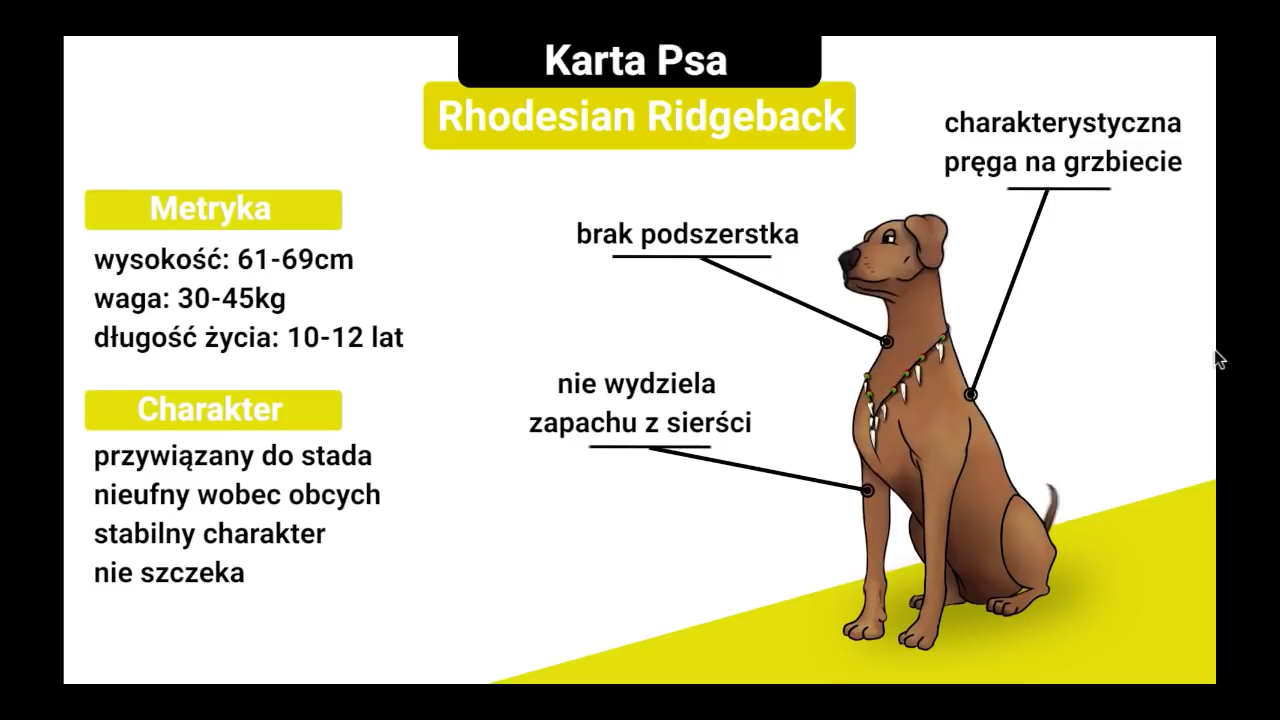 Karta Psa
Rhodesian Ridgeback
Metryka
wysokość: 61-69cm
waga: 30-45kg
długość życia: 10-12 lat
Charakter
przywiązany do stada
nieufny wobec obcych
stabilny charakter
nie szczeka
brak podszerstka
nie wydziela
zapachu z sierści
charakterystyczna
pręga na grzbiecie